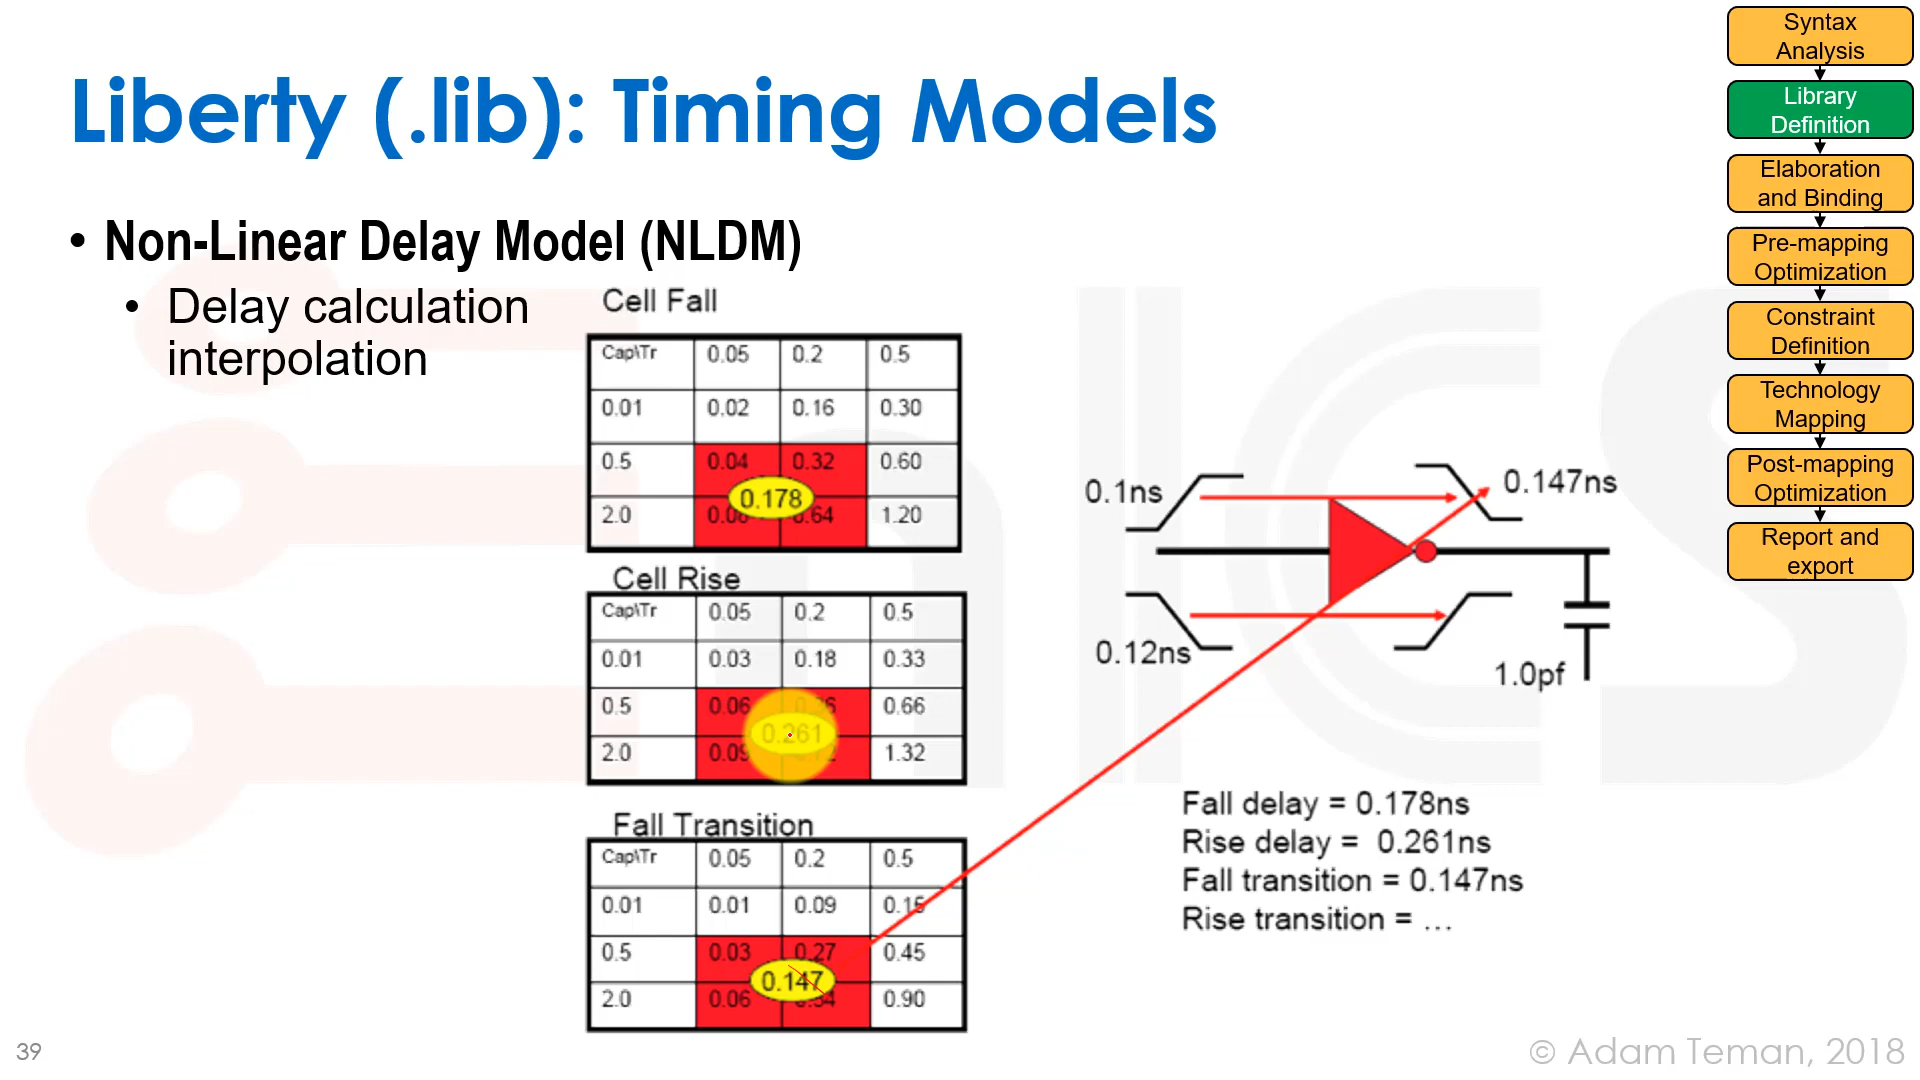 Liberty (.lib): Timing Models
• Non-Linear Delay Model (NLDM)
• Delay calculation
interpolation
Cell Fall
Cap\Tr 0.05 0.2 0.5
0.01 0.02 0.16 0.30
0.5 0.04 0.32 0.60
0.178
2.0 0.64 1.20
Cell Rise
Cap\Tr 0.05 0.2 0.5
0.01 0.03 0.18 0.33
0.5 0.06 0.66
0.261
2.0 0.09 1.32
Fall Transition
Cap\Tr 0.05 0.2 0.5
0.01 0.01 0.09 0.15
0.5 0.03 0.27 0.45
0.147
2.0 0.06 0.90
0.1ns
0.147ns
0.12ns
1.0pf
Fall delay = 0.178ns
Rise delay = 0.261ns
Fall transition = 0.147ns
Rise transition = ...
Syntax
Analysis
Library
Definition
Elaboration
and Binding
Pre-mapping
Optimization
Constraint
Definition
Technology
Mapping
Post-mapping
Optimization
Report and
export
39
© Adam Teman, 2018